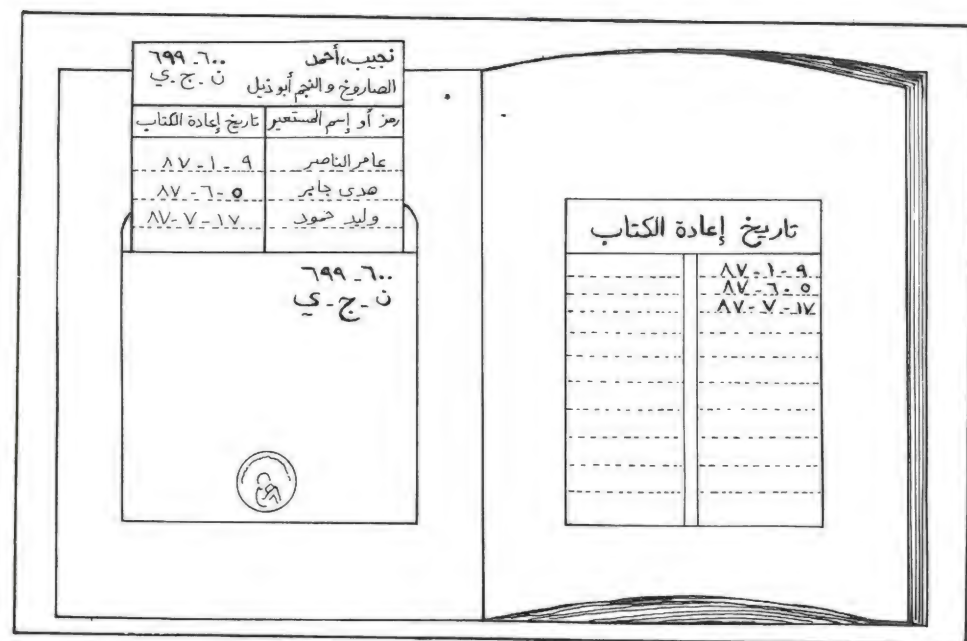 نجيب، أحمد ٦٠٠ـ ٦٩٩
الصاروخ والنجم أبو ذيل ن ـ ج ـ ي
رمز أو إسم المستعير تاريخ إعادة الكتاب
عامر الناصر ٩ ـ ١ ـ ٨٧
هدى جابر ٥ ـ ٦ ـ ٨٧
وليد حمود ١٧ ـ ٧ ـ ٨٧
٦٠٠ ـ ٦٩٩
ن ـ ج ـ ي
تاريخ إعادة الكتاب
٩ ـ ١ ـ ٨٧
٥ ـ ٦ ـ ٨٧
١٧ ـ ٧ ـ ٨٧